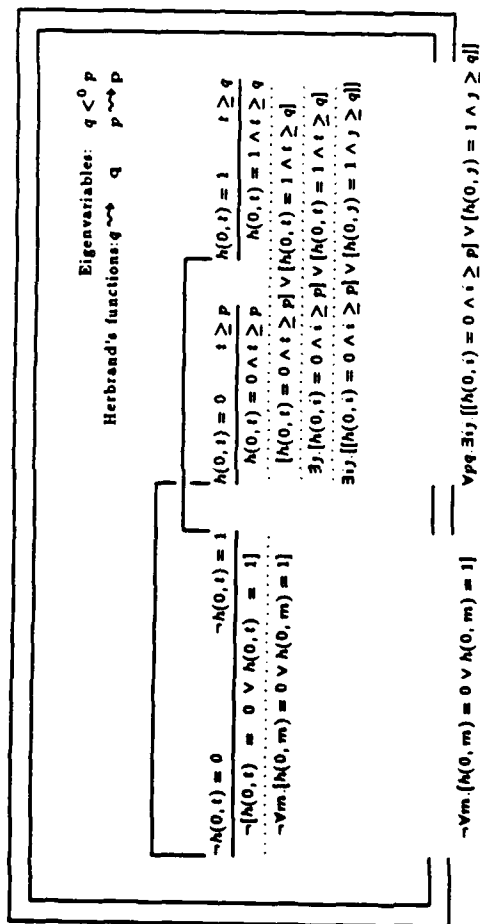 Eigenvariables: q <⁰ p
Herbrand's functions: q ⇝ q p ⇝ p
¬h(0, t) = 0 ¬h(0, t) = 1 h(0, t) = 0 t ≥ p h(0, t) = 1 t ≥ q
¬[h(0, t) = 0 ∨ h(0, t) = 1] h(0, t) = 0 ∧ t ≥ p h(0, t) = 1 ∧ t ≥ q
¬∀m.[h(0, m) = 0 ∨ h(0, m) = 1] [h(0, t) = 0 ∧ t ≥ p] ∨ [h(0, t) = 1 ∧ t ≥ q]
∃j.[h(0, t) = 0 ∧ t ≥ p] ∨ [h(0, t) = 1 ∧ t ≥ q]
∃ij.[[h(0, i) = 0 ∧ i ≥ p] ∨ [h(0, j) = 1 ∧ j ≥ q]]
¬∀m.[h(0, m) = 0 ∨ h(0, m) = 1] ∀pq.∃ij.[[h(0, i) = 0 ∧ i ≥ p] ∨ [h(0, j) = 1 ∧ j ≥ q]]